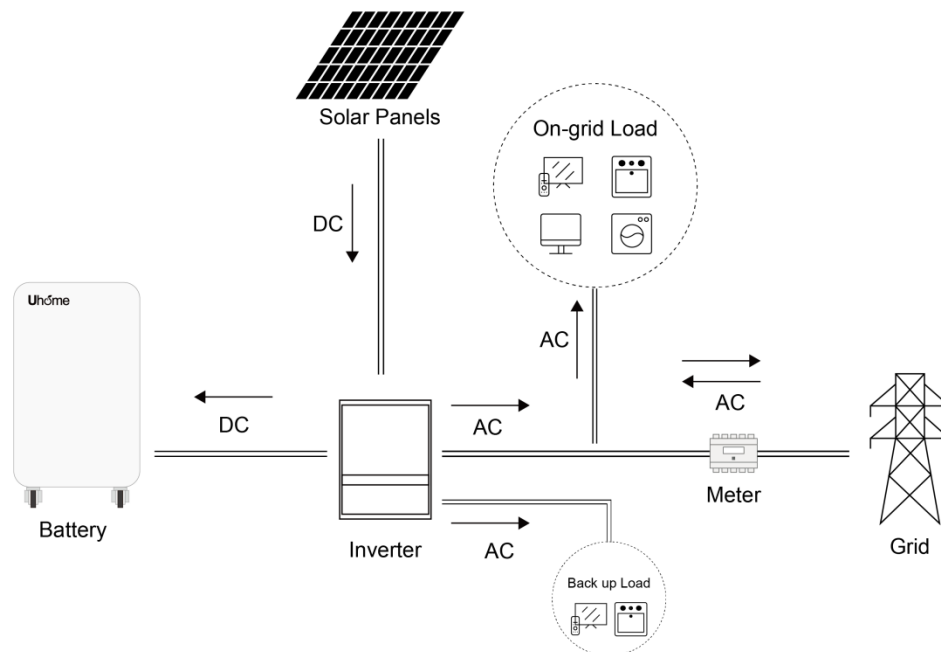 Solar Panels
On-grid Load
DC
Uhome
AC
AC
DC
AC
Meter
Battery
Inverter
AC
Grid
Back up Load